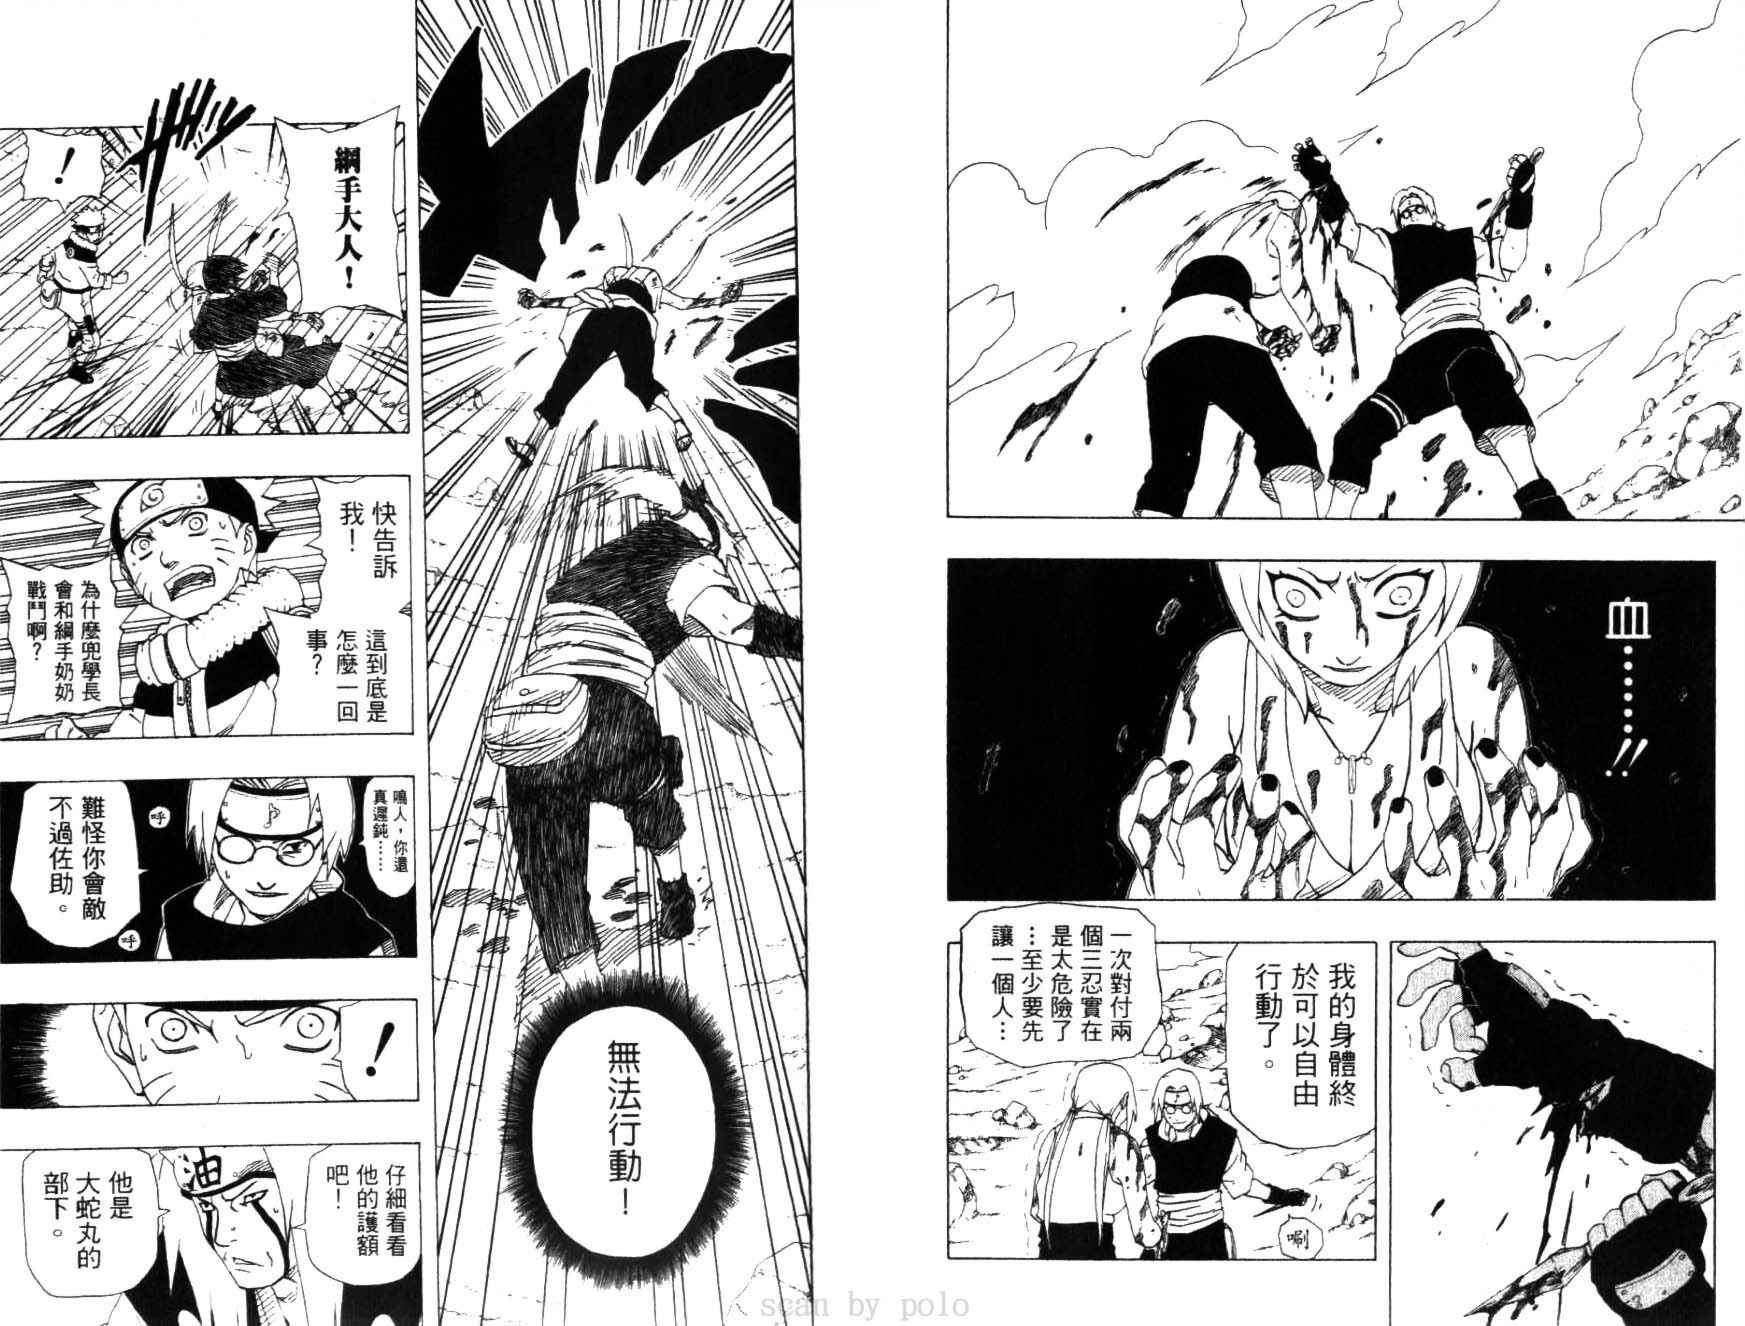 血……!!
我的身體終
於可以自由
行動了。
一次對付兩
個三忍實在
是太危險了
…至少要先
讓一個人…
唰
無法行動！
綱手大人！
！
快告訴
我！
這到底是
怎麼一回
事？
為什麼兜學長
會和綱手奶奶
戰鬥啊？
鳴人，你還
真遲鈍……
呼
難怪你會敵
不過佐助。
呼
！
仔細看看
他的護額
吧！
油
他是
大蛇丸的
部下。
scan by polo